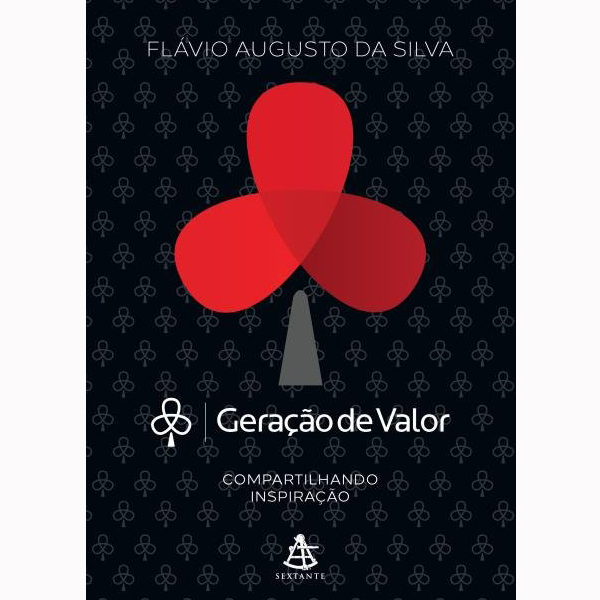 FLÁVIO AUGUSTO DA SILVA
Geração de Valor
COMPARTILHANDO
INSPIRAÇÃO
SEXTANTE